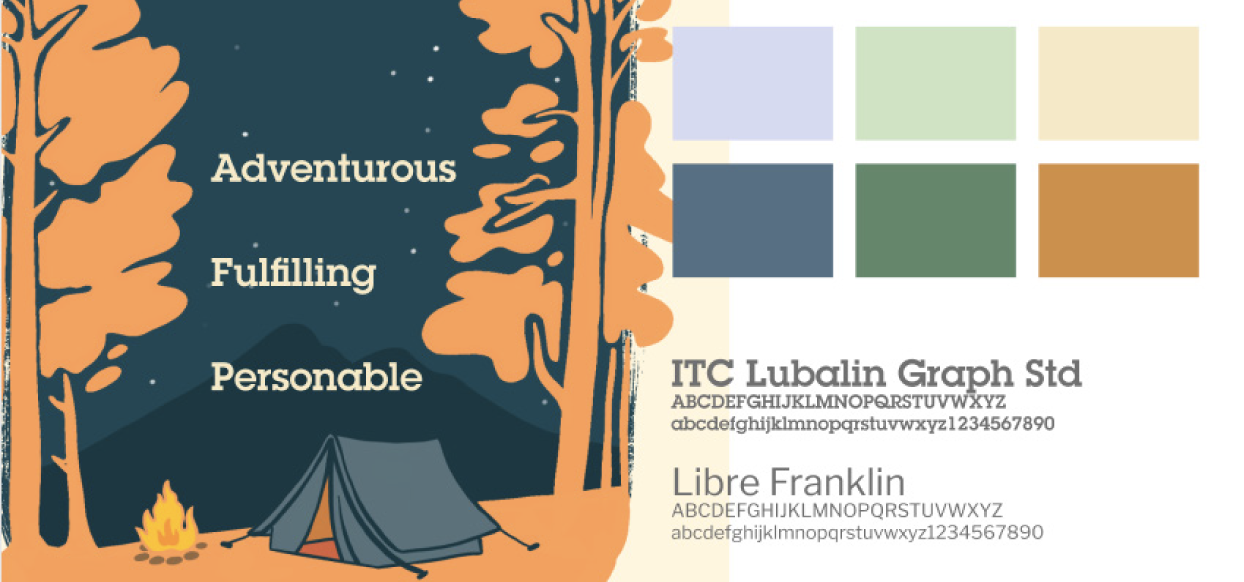 Adventurous
Fulfilling
Personable
ITC Lubalin Graph Std
ABCDEFGHIJKLMNOPQRSTUVWXYZ
abcdefghijklmnopqrstuvwxyz1234567890
Libre Franklin
ABCDEFGHIJKLMNOPQRSTUVWXYZ
abcdefghijklmnopqrstuvwxyz1234567890